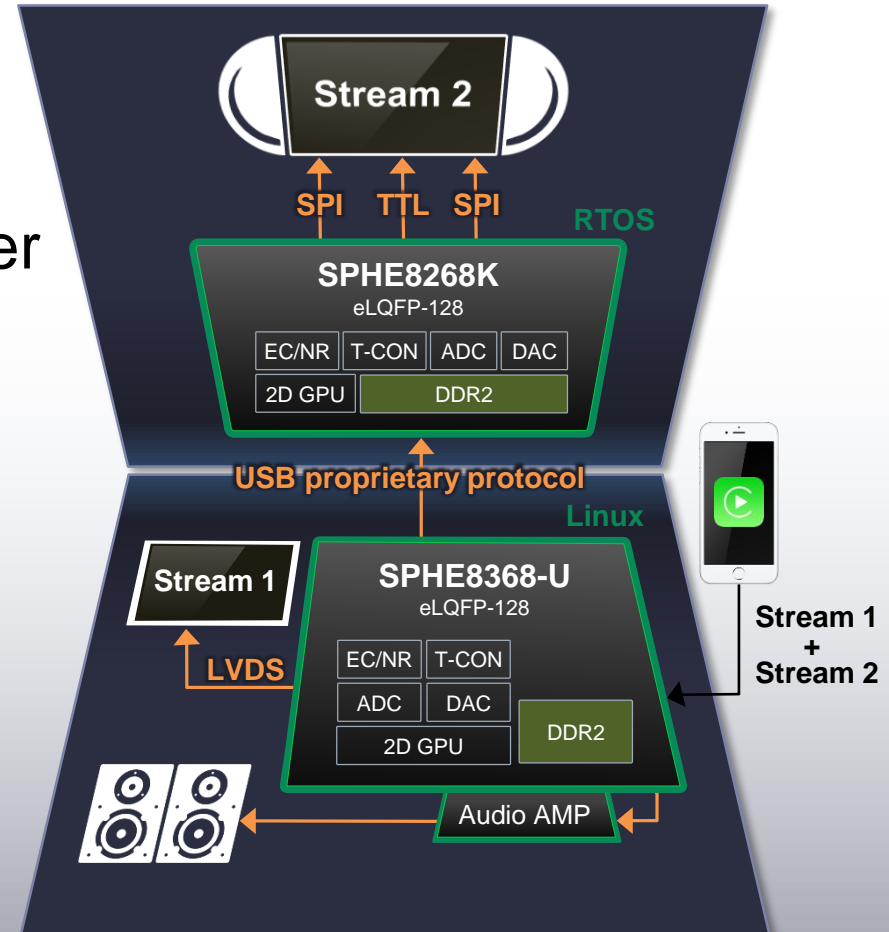 Stream 2
SPI TTL SPI
RTOS
er
SPHE8268K
eLQFP-128
EC/NR T-CON ADC DAC
2D GPU DDR2
USB proprietary protocol
Linux
Stream 1
SPHE8368-U
eLQFP-128
Stream 1
+
Stream 2
LVDS
EC/NR T-CON
ADC DAC
DDR2
2D GPU
Audio AMP